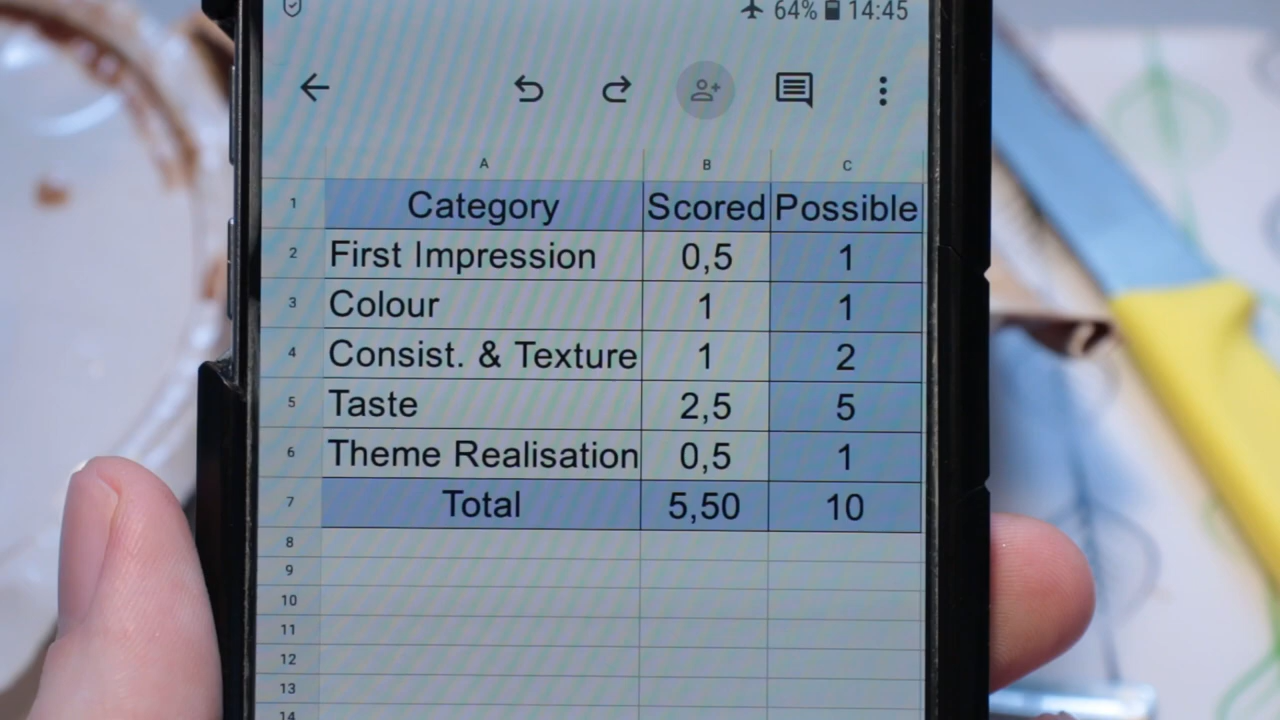 64% 14:45
A B C
1 Category Scored Possible
2 First Impression 0,5 1
3 Colour 1 1
4 Consist. & Texture 1 2
5 Taste 2,5 5
6 Theme Realisation 0,5 1
7 Total 5,50 10
8
9
10
11
12
13
14